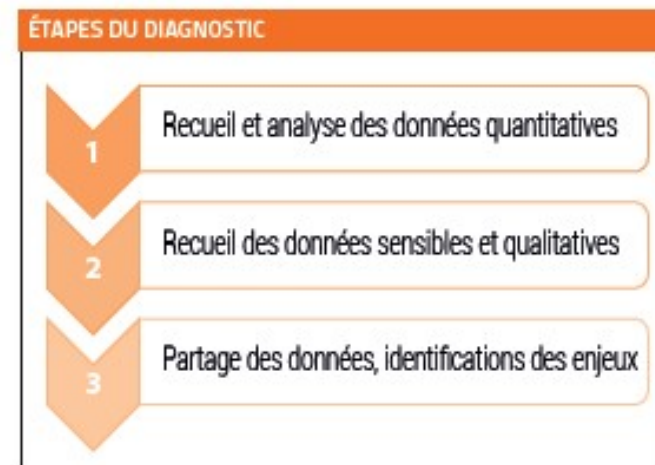 ÉTAPES DU DIAGNOSTIC
1
Recueil et analyse des données quantitatives
2
Recueil des données sensibles et qualitatives
3
Partage des données, identifications des enjeux